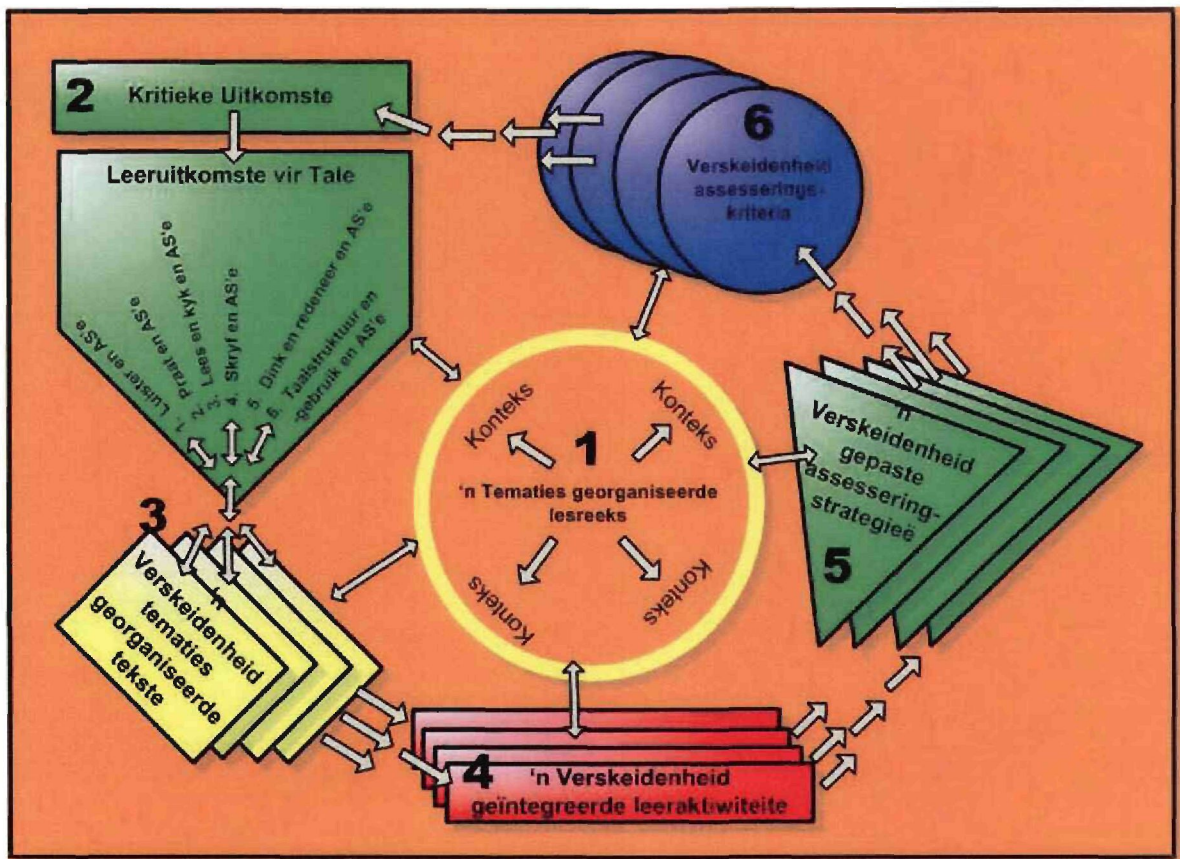 2 Kritieke Uitkomste
Leeruitkomste vir Tale
1. Luister en AS'e
2. Praat en AS'e
3. Lees en kyk en AS'e
4. Skryf en AS'e
5. Dink en redeneer en AS'e
6. Taalstruktuur en
-gebruik en AS'e
6
Verskeidenheid
assesserings-
kriteria
Konteks
Konteks
1
'n Tematies georganiseerde
lesreeks
Konteks
Konteks
3
'n
Verskeidenheid
tematies
georganiseerde
tekste
'n
Verskeidenheid
gepaste
assessering-
strategieë
5
4 'n Verskeidenheid
geïntegreerde leeraktiwiteite